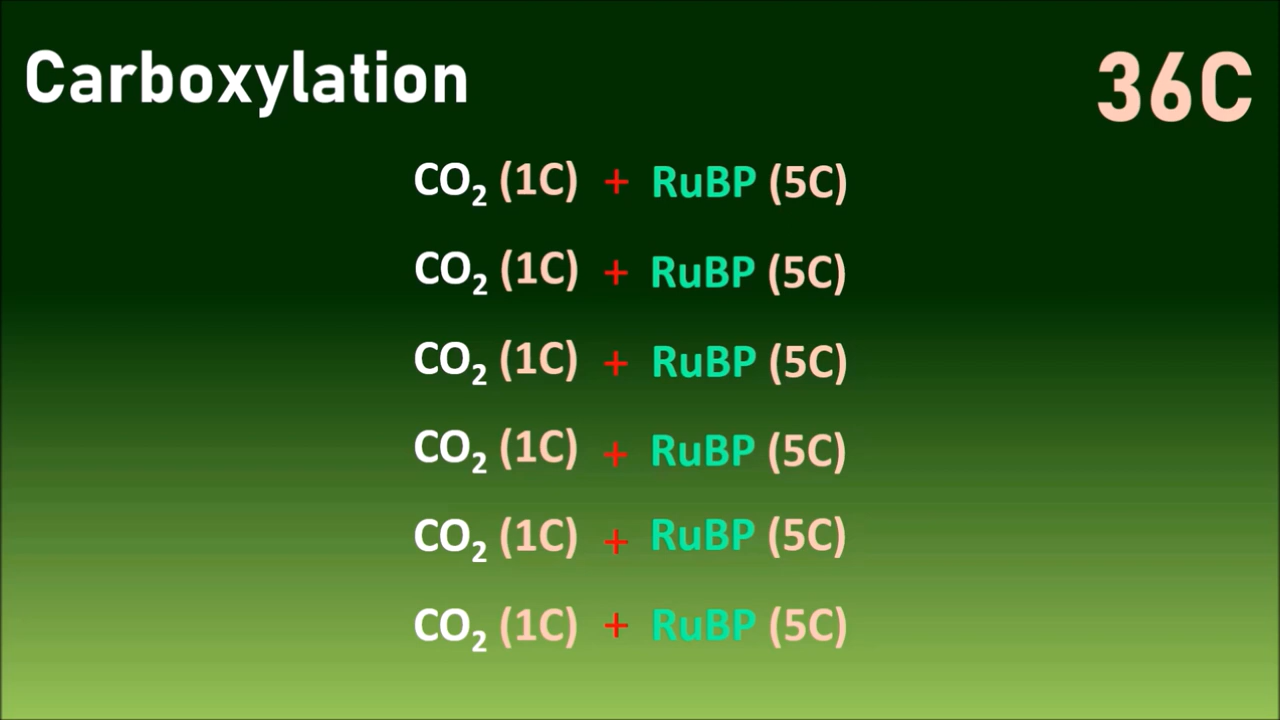 Carboxylation
36C
CO₂ (1C) + RuBP (5C)
CO₂ (1C) + RuBP (5C)
CO₂ (1C) + RuBP (5C)
CO₂ (1C) + RuBP (5C)
CO₂ (1C) + RuBP (5C)
CO₂ (1C) + RuBP (5C)